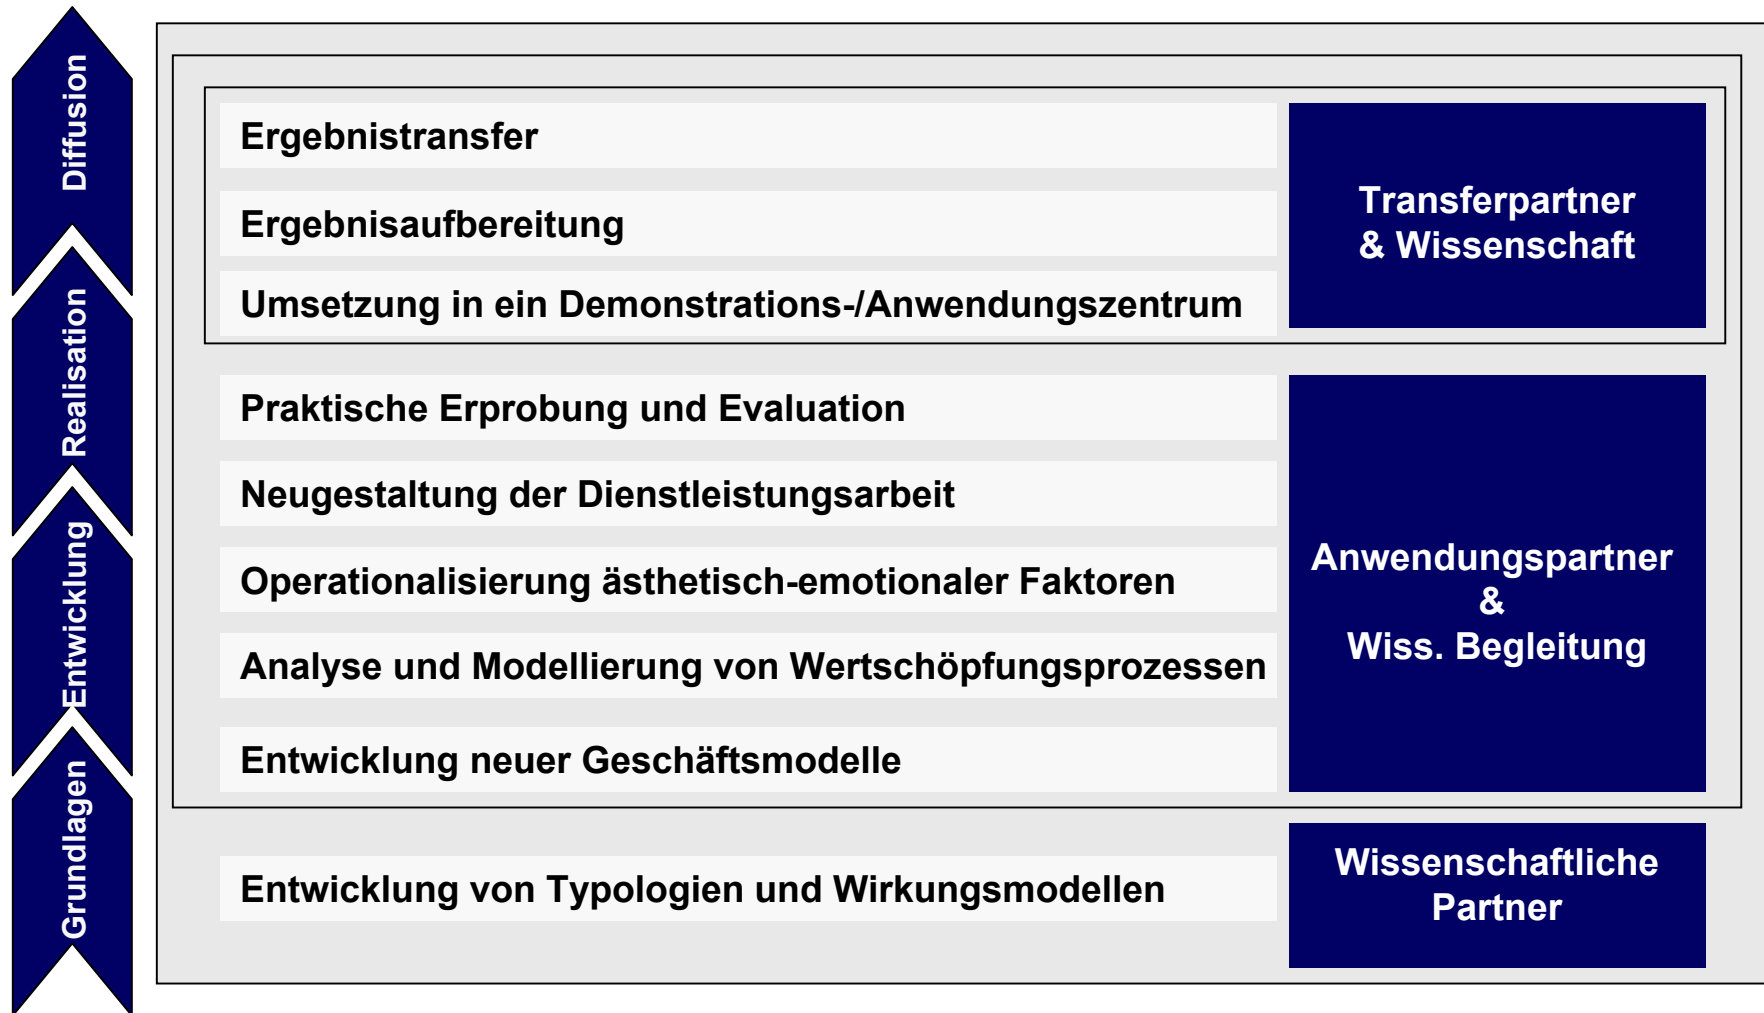 Diffusion
Realisation
Entwicklung
Grundlagen
Ergebnistransfer
Ergebnisaufbereitung
Umsetzung in ein Demonstrations-/Anwendungszentrum
Transferpartner
& Wissenschaft
Praktische Erprobung und Evaluation
Neugestaltung der Dienstleistungsarbeit
Operationalisierung ästhetisch-emotionaler Faktoren
Analyse und Modellierung von Wertschöpfungsprozessen
Entwicklung neuer Geschäftsmodelle
Anwendungspartner
&
Wiss. Begleitung
Entwicklung von Typologien und Wirkungsmodellen
Wissenschaftliche
Partner